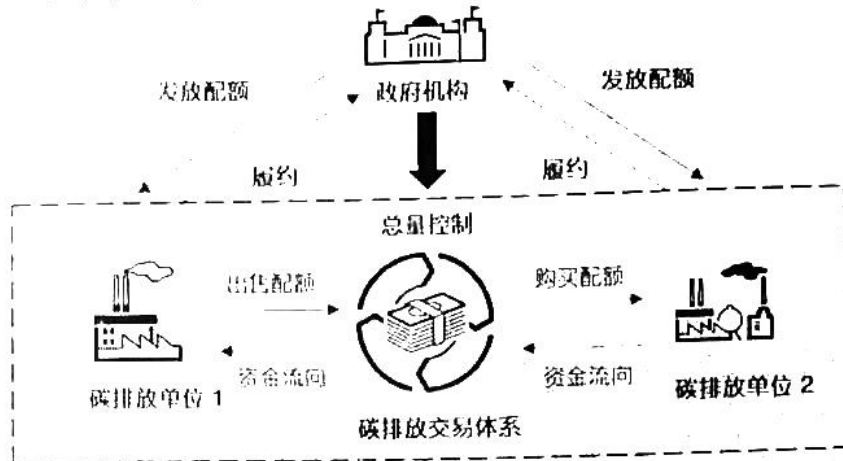 发放配额
政府机构
发放配额
履约
履约
总量控制
出售配额
购买配额
资金流向
资金流向
碳排放单位 1
碳排放交易体系
碳排放单位 2